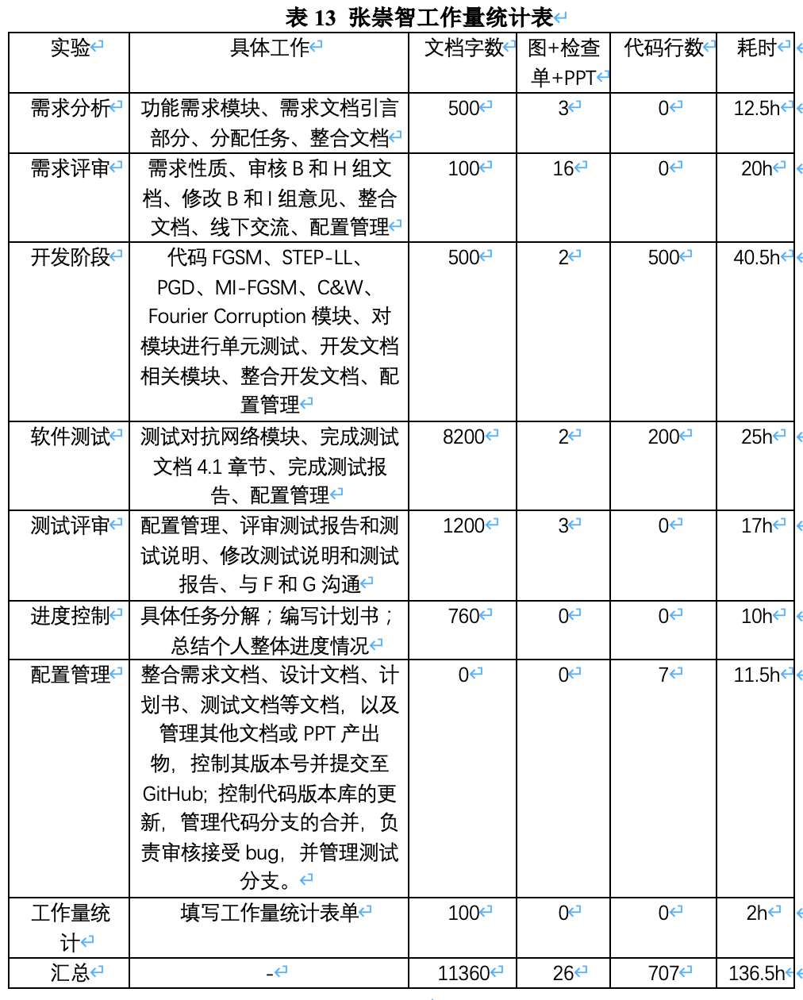 表 13 张崇智工作量统计表
实验 具体工作 文档字数 图+检查 代码行数 耗时
单+PPT
需求分析 功能需求模块、需求文档引言 500 3 0 12.5h
部分、分配任务、整合文档
需求评审 需求性质、审核 B 和 H 组文 100 16 0 20h
档、修改 B 和 I 组意见、整合
文档、线下交流、配置管理
开发阶段 代码 FGSM、STEP-LL、 500 2 500 40.5h
PGD、MI-FGSM、C&W、
Fourier Corruption 模块、对
模块进行单元测试、开发文档
相关模块、整合开发文档、配
置管理
软件测试 测试对抗网络模块、完成测试 8200 2 200 25h
文档 4.1 章节、完成测试报
告、配置管理
测试评审 配置管理、评审测试报告和测 1200 3 0 17h
试说明、修改测试说明和测试
报告、与 F 和 G 沟通
进度控制 具体任务分解；编写计划书； 760 0 0 10h
总结个人整体进度情况
配置管理 整合需求文档、设计文档、计 0 0 7 11.5h
划书、测试文档等文档，以及
管理其他文档或 PPT 产出
物，控制其版本号并提交至
GitHub; 控制代码版本库的更
新，管理代码分支的合并，负
责审核接受 bug，并管理测试
分支。
工作量统 填写工作量统计表单 100 0 0 2h
计
汇总 - 11360 26 707 136.5h